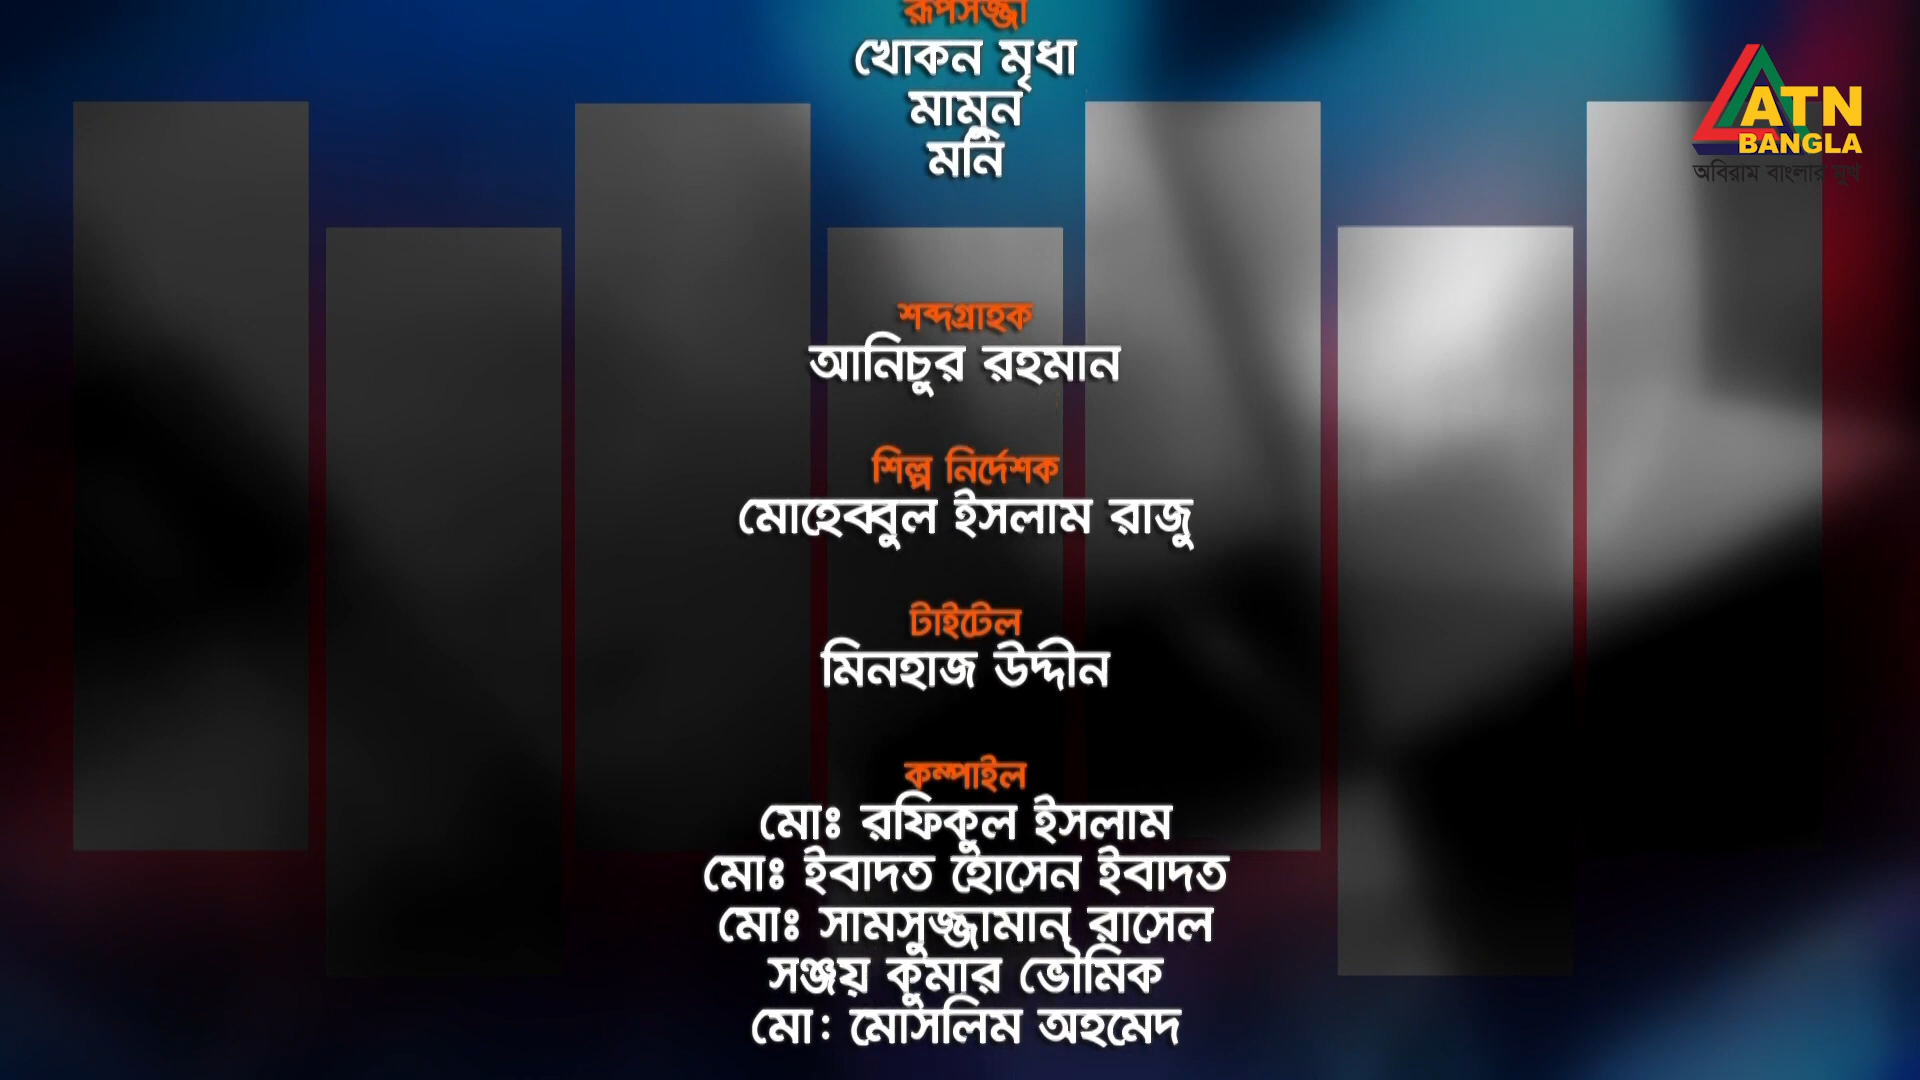 রূপসজ্জা
খোকন মৃধা
মামুন
মনি
শব্দগ্রাহক
আনিচুর রহমান
শিল্প নির্দেশক
মোহেব্বুল ইসলাম রাজু
টাইটেল
মিনহাজ উদ্দীন
কম্পাইল
মোঃ রফিকুল ইসলাম
মোঃ ইবাদত হোসেন ইবাদত
মোঃ সামসুজ্জামান রাসেল
সঞ্জয় কুমার ভৌমিক
মো: মোসলিম অহমেদ
ATN
BANGLA
অবিরাম বাংলার মুখ